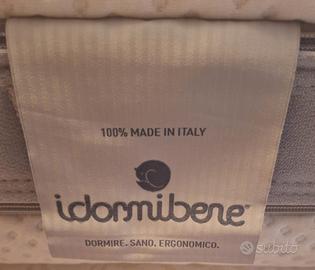 100% MADE IN ITALY
idormibene®
DORMIRE. SANO. ERGONOMICO.
subito